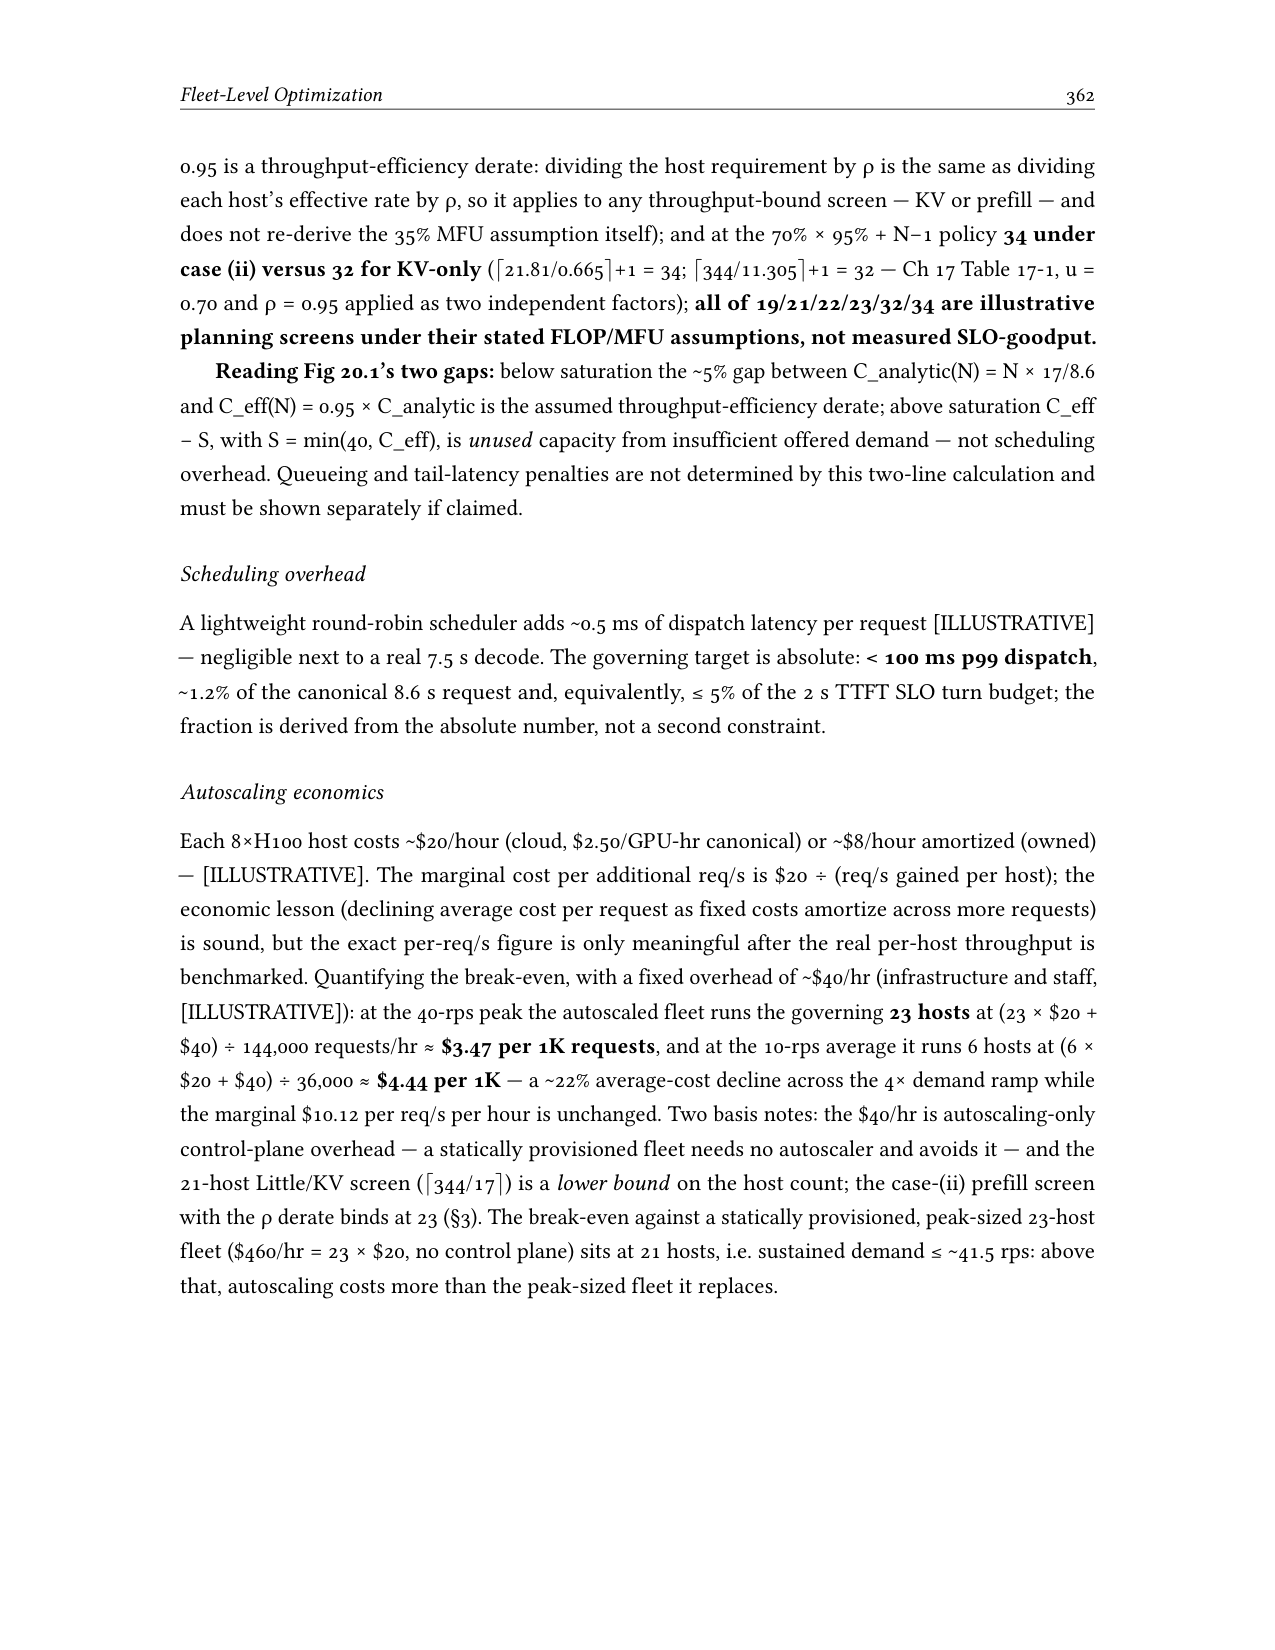 Fleet-Level Optimization 362
0.95 is a throughput-efficiency derate: dividing the host requirement by ρ is the same as dividing
each host’s effective rate by ρ, so it applies to any throughput-bound screen — KV or prefill — and
does not re-derive the 35% MFU assumption itself); and at the 70% × 95% + N−1 policy 34 under
case (ii) versus 32 for KV-only (⌈21.81/0.665⌉+1 = 34; ⌈344/11.305⌉+1 = 32 — Ch 17 Table 17-1, u =
0.70 and ρ = 0.95 applied as two independent factors); all of 19/21/22/23/32/34 are illustrative
planning screens under their stated FLOP/MFU assumptions, not measured SLO-goodput.
Reading Fig 20.1’s two gaps: below saturation the ~5% gap between C_analytic(N) = N × 17/8.6
and C_eff(N) = 0.95 × C_analytic is the assumed throughput-efficiency derate; above saturation C_eff
− S, with S = min(40, C_eff), is unused capacity from insufficient offered demand — not scheduling
overhead. Queueing and tail-latency penalties are not determined by this two-line calculation and
must be shown separately if claimed.
Scheduling overhead
A lightweight round-robin scheduler adds ~0.5 ms of dispatch latency per request [ILLUSTRATIVE]
— negligible next to a real 7.5 s decode. The governing target is absolute: < 100 ms p99 dispatch,
~1.2% of the canonical 8.6 s request and, equivalently, ≤ 5% of the 2 s TTFT SLO turn budget; the
fraction is derived from the absolute number, not a second constraint.
Autoscaling economics
Each 8×H100 host costs ~$20/hour (cloud, $2.50/GPU-hr canonical) or ~$8/hour amortized (owned)
— [ILLUSTRATIVE]. The marginal cost per additional req/s is $20 ÷ (req/s gained per host); the
economic lesson (declining average cost per request as fixed costs amortize across more requests)
is sound, but the exact per-req/s figure is only meaningful after the real per-host throughput is
benchmarked. Quantifying the break-even, with a fixed overhead of ~$40/hr (infrastructure and staff,
[ILLUSTRATIVE]): at the 40-rps peak the autoscaled fleet runs the governing 23 hosts at (23 × $20 +
$40) ÷ 144,000 requests/hr ≈ $3.47 per 1K requests, and at the 10-rps average it runs 6 hosts at (6 ×
$20 + $40) ÷ 36,000 ≈ $4.44 per 1K — a ~22% average-cost decline across the 4× demand ramp while
the marginal $10.12 per req/s per hour is unchanged. Two basis notes: the $40/hr is autoscaling-only
control-plane overhead — a statically provisioned fleet needs no autoscaler and avoids it — and the
21-host Little/KV screen (⌈344/17⌉) is a lower bound on the host count; the case-(ii) prefill screen
with the ρ derate binds at 23 (§3). The break-even against a statically provisioned, peak-sized 23-host
fleet ($460/hr = 23 × $20, no control plane) sits at 21 hosts, i.e. sustained demand ≤ ~41.5 rps: above
that, autoscaling costs more than the peak-sized fleet it replaces.